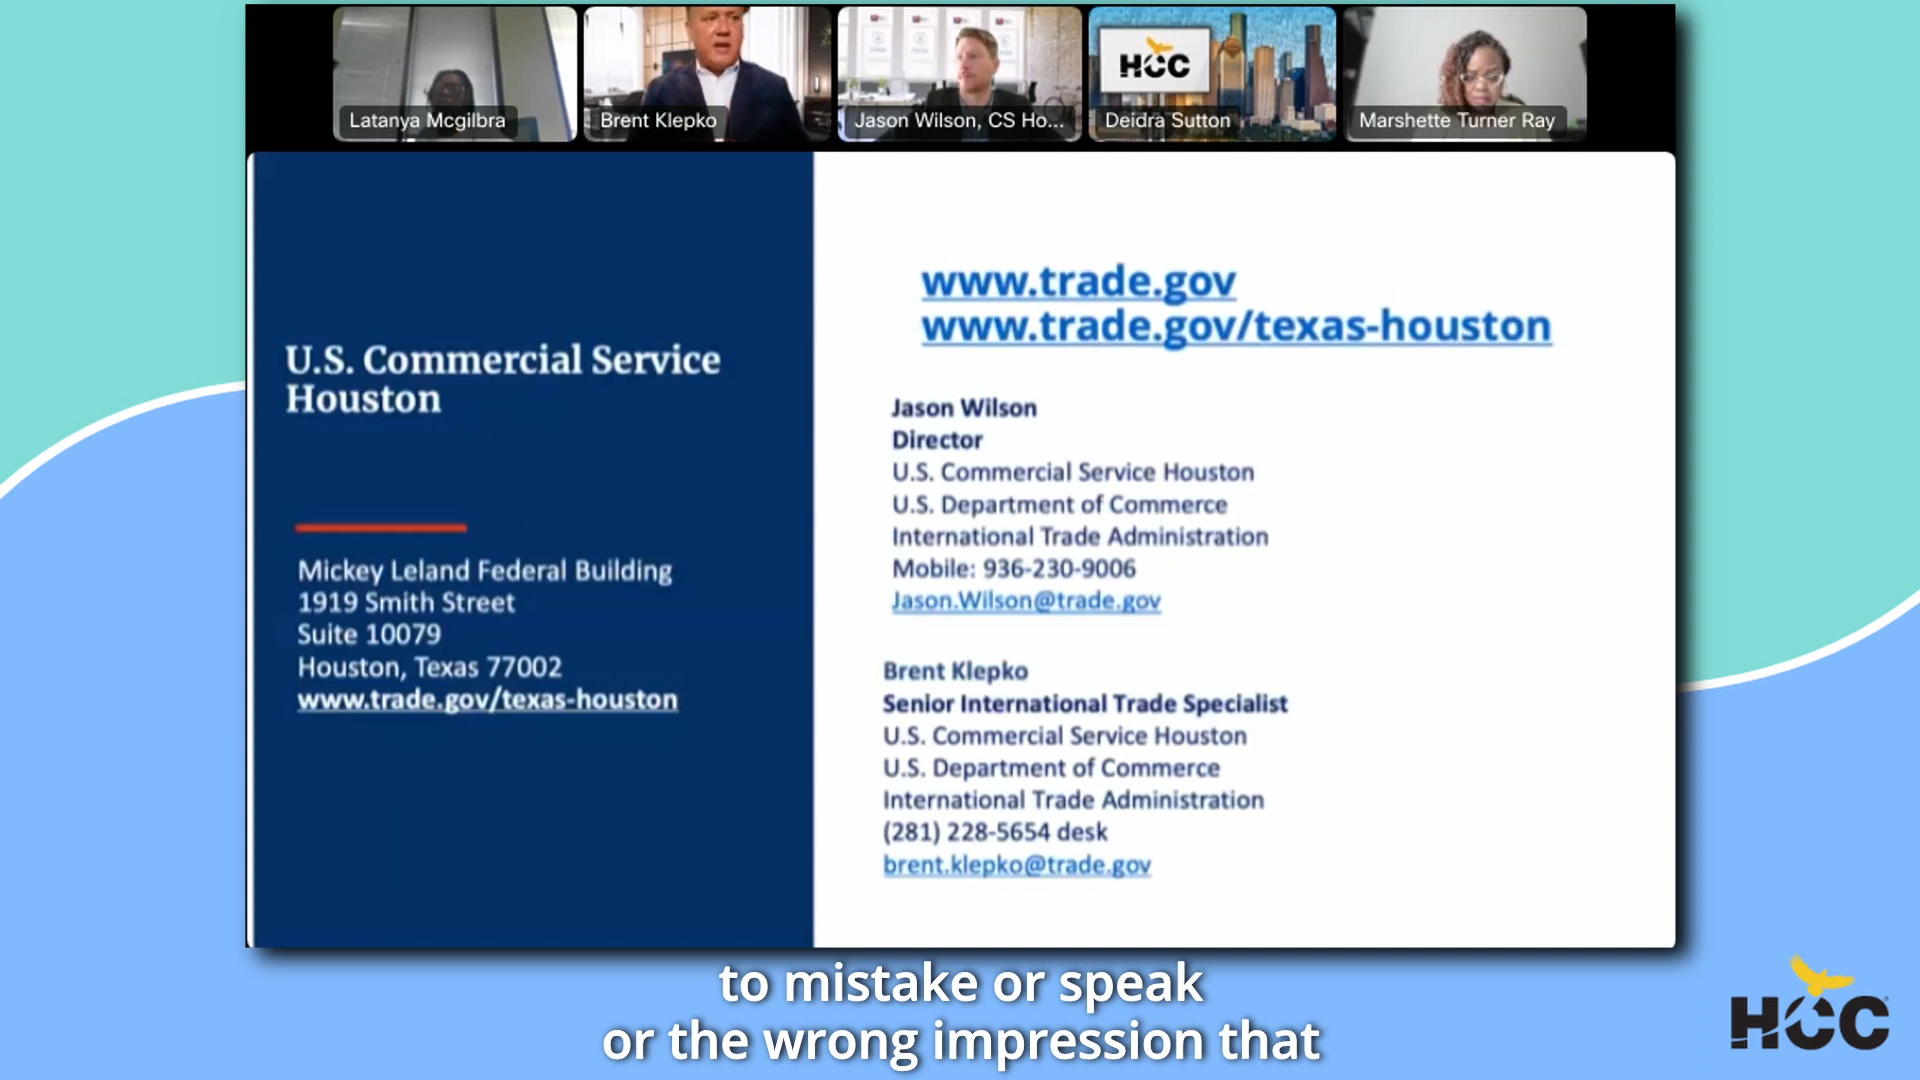 HCC
Latanya Mcgilbra
Brent Klepko
Jason Wilson, CS Ho...
Deidra Sutton
Marshette Turner Ray
U.S. Commercial Service
Houston
Mickey Leland Federal Building
1919 Smith Street
Suite 10079
Houston, Texas 77002
www.trade.gov/texas-houston
www.trade.gov
www.trade.gov/texas-houston
Jason Wilson
Director
U.S. Commercial Service Houston
U.S. Department of Commerce
International Trade Administration
Mobile: 936-230-9006
Jason.Wilson@trade.gov
Brent Klepko
Senior International Trade Specialist
U.S. Commercial Service Houston
U.S. Department of Commerce
International Trade Administration
(281) 228-5654 desk
brent.klepko@trade.gov
to mistake or speak
or the wrong impression that
HCC